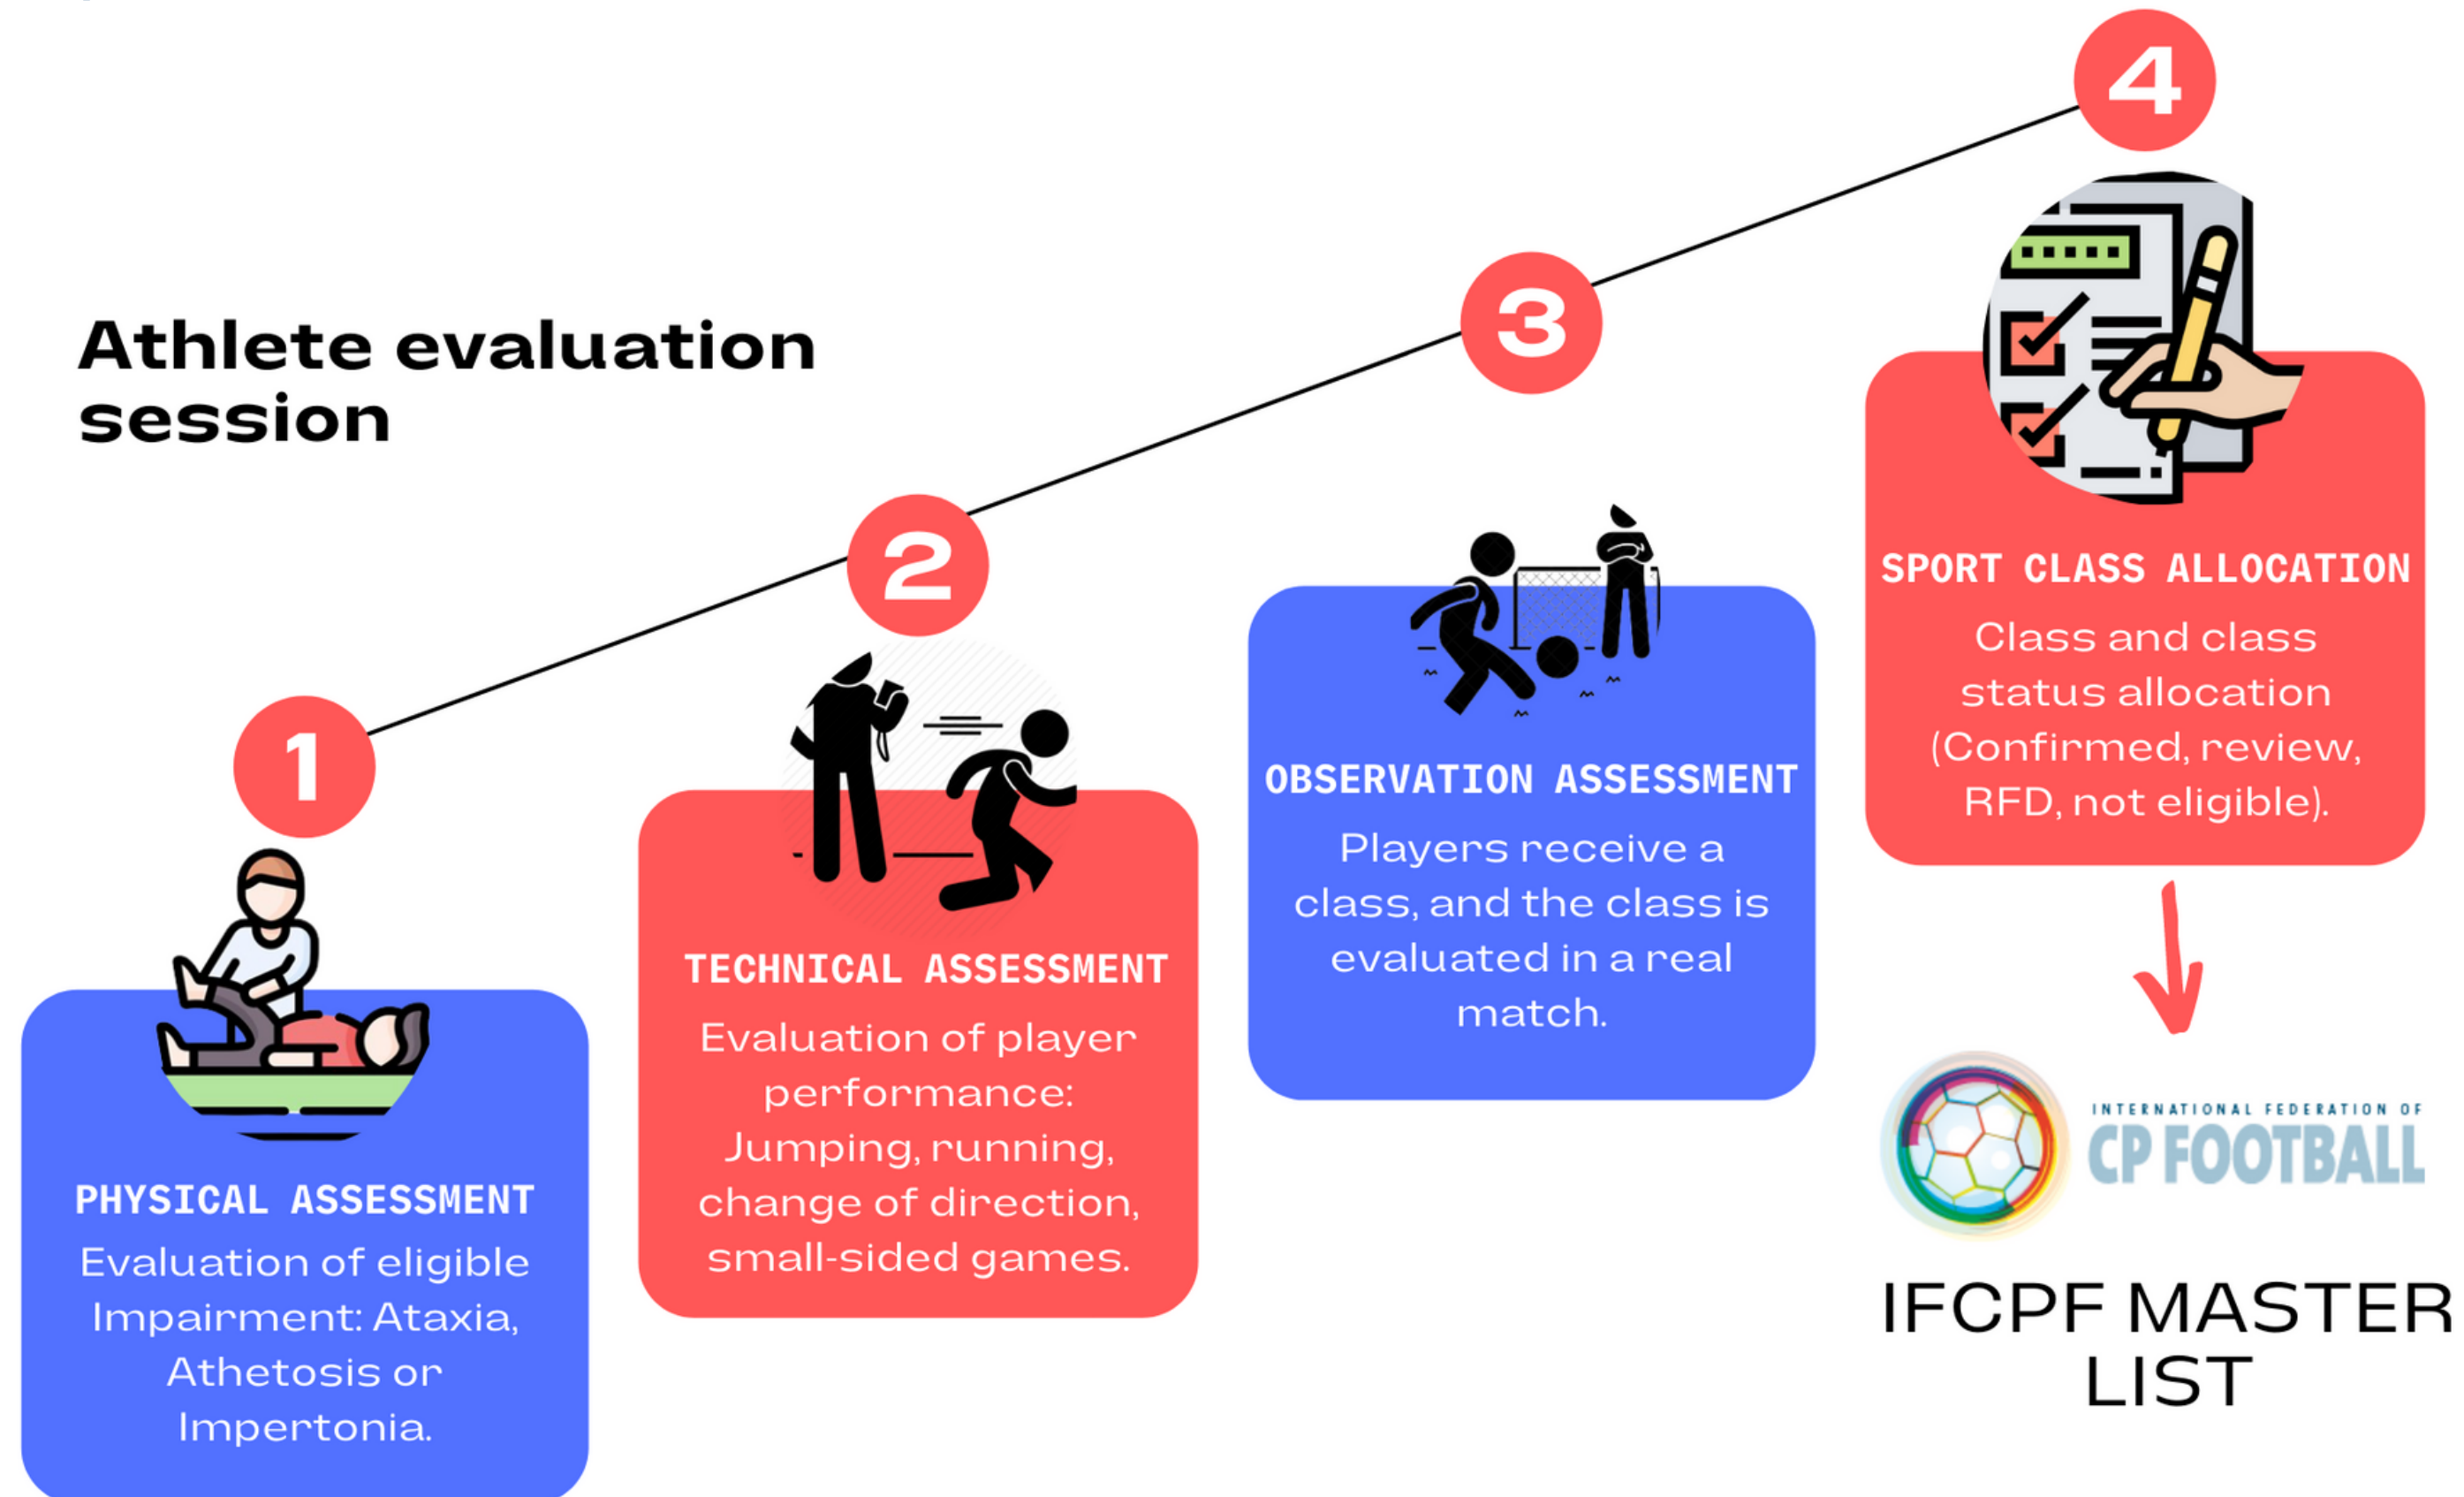 Athlete evaluation
session
1
PHYSICAL ASSESSMENT
Evaluation of eligible
Impairment: Ataxia,
Athetosis or
Impertonia.
2
TECHNICAL ASSESSMENT
Evaluation of player
performance:
Jumping, running,
change of direction,
small-sided games.
3
OBSERVATION ASSESSMENT
Players receive a
class, and the class is
evaluated in a real
match.
4
SPORT CLASS ALLOCATION
Class and class
status allocation
(Confirmed, review,
RFD, not eligible).
INTERNATIONAL FEDERATION OF
CP FOOTBALL
IFCPF MASTER
LIST